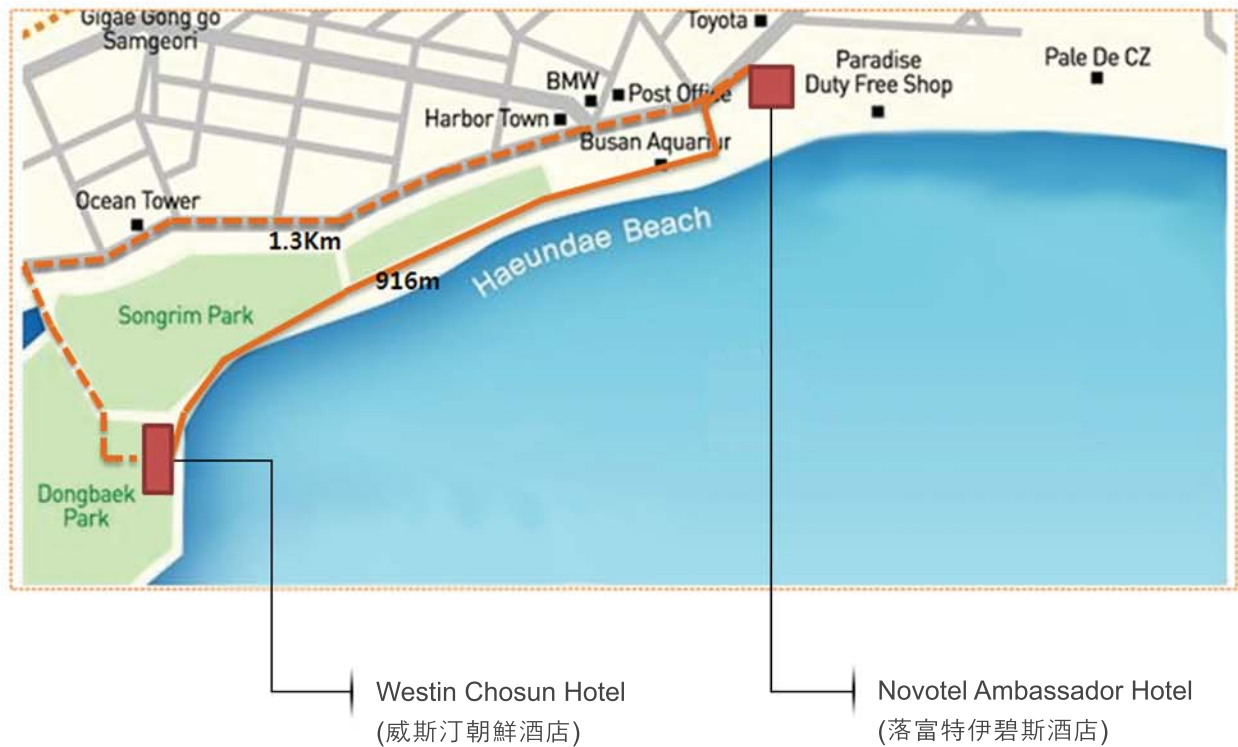 Gigae Gong go
Samgeori
Toyota
Paradise
Duty Free Shop
Pale De CZ
BMW
Post Office
Harbor Town
Busan Aquariur
Ocean Tower
1.3Km
Haeundae Beach
916m
Songrim Park
Dongbaek
Park
Westin Chosun Hotel
(威斯汀朝鮮酒店)
Novotel Ambassador Hotel
(落富特伊碧斯酒店)